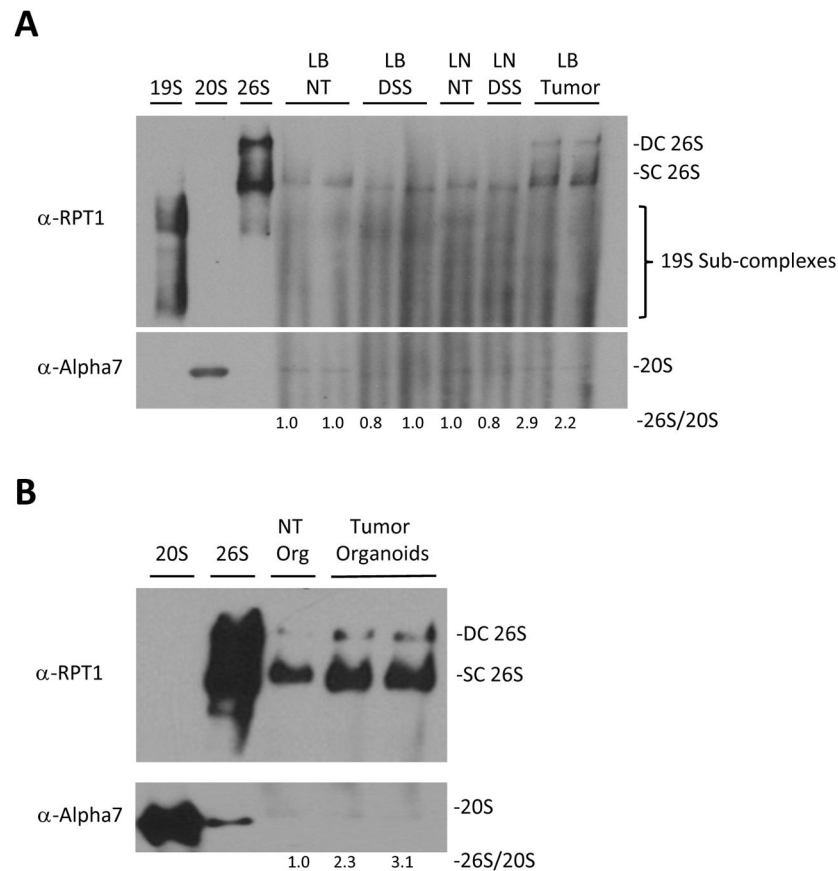 A
LB LB LN LN LB
19S 20S 26S NT DSS NT DSS Tumor
-DC 26S
-SC 26S
α-RPT1
19S Sub-complexes
α-Alpha7 -20S
1.0 1.0 0.8 1.0 1.0 0.8 2.9 2.2 -26S/20S
B
NT Tumor
20S 26S Org Organoids
-DC 26S
α-RPT1 -SC 26S
-20S
α-Alpha7
1.0 2.3 3.1 -26S/20S